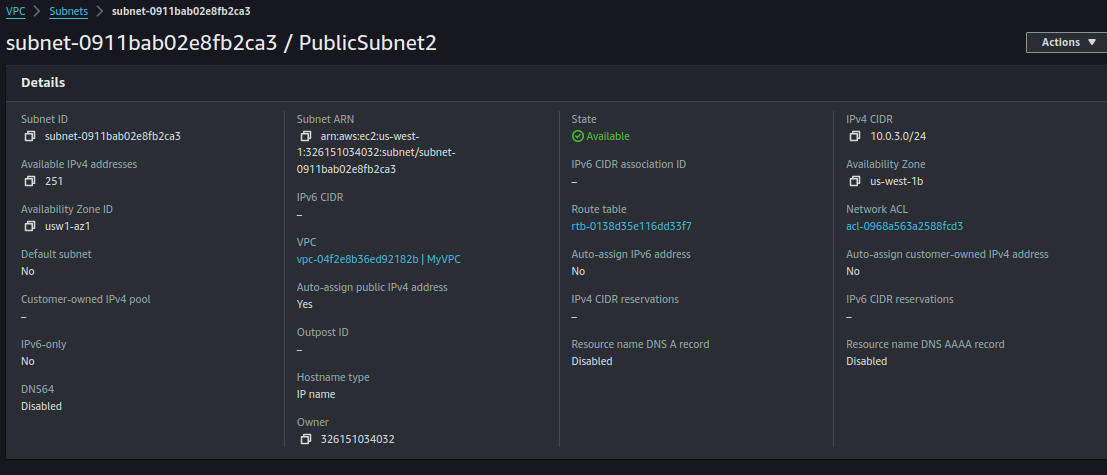 VPC > Subnets > subnet-0911bab02e8fb2ca3
subnet-0911bab02e8fb2ca3 / PublicSubnet2
Actions ▼
Details
Subnet ID
subnet-0911bab02e8fb2ca3
Available IPv4 addresses
251
Availability Zone ID
usw1-az1
Default subnet
No
Customer-owned IPv4 pool
–
IPv6-only
No
DNS64
Disabled
Subnet ARN
arn:aws:ec2:us-west-
1:326151034032:subnet/subnet-
0911bab02e8fb2ca3
IPv6 CIDR
–
VPC
vpc-04f2e8b36ed92182b | MyVPC
Auto-assign public IPv4 address
Yes
Outpost ID
–
Hostname type
IP name
Owner
326151034032
State
Available
IPv6 CIDR association ID
–
Route table
rtb-0138d35e116dd33f7
Auto-assign IPv6 address
No
IPv4 CIDR reservations
–
Resource name DNS A record
Disabled
IPv4 CIDR
10.0.3.0/24
Availability Zone
us-west-1b
Network ACL
acl-0968a563a2588fcd3
Auto-assign customer-owned IPv4 address
No
IPv6 CIDR reservations
–
Resource name DNS AAAA record
Disabled